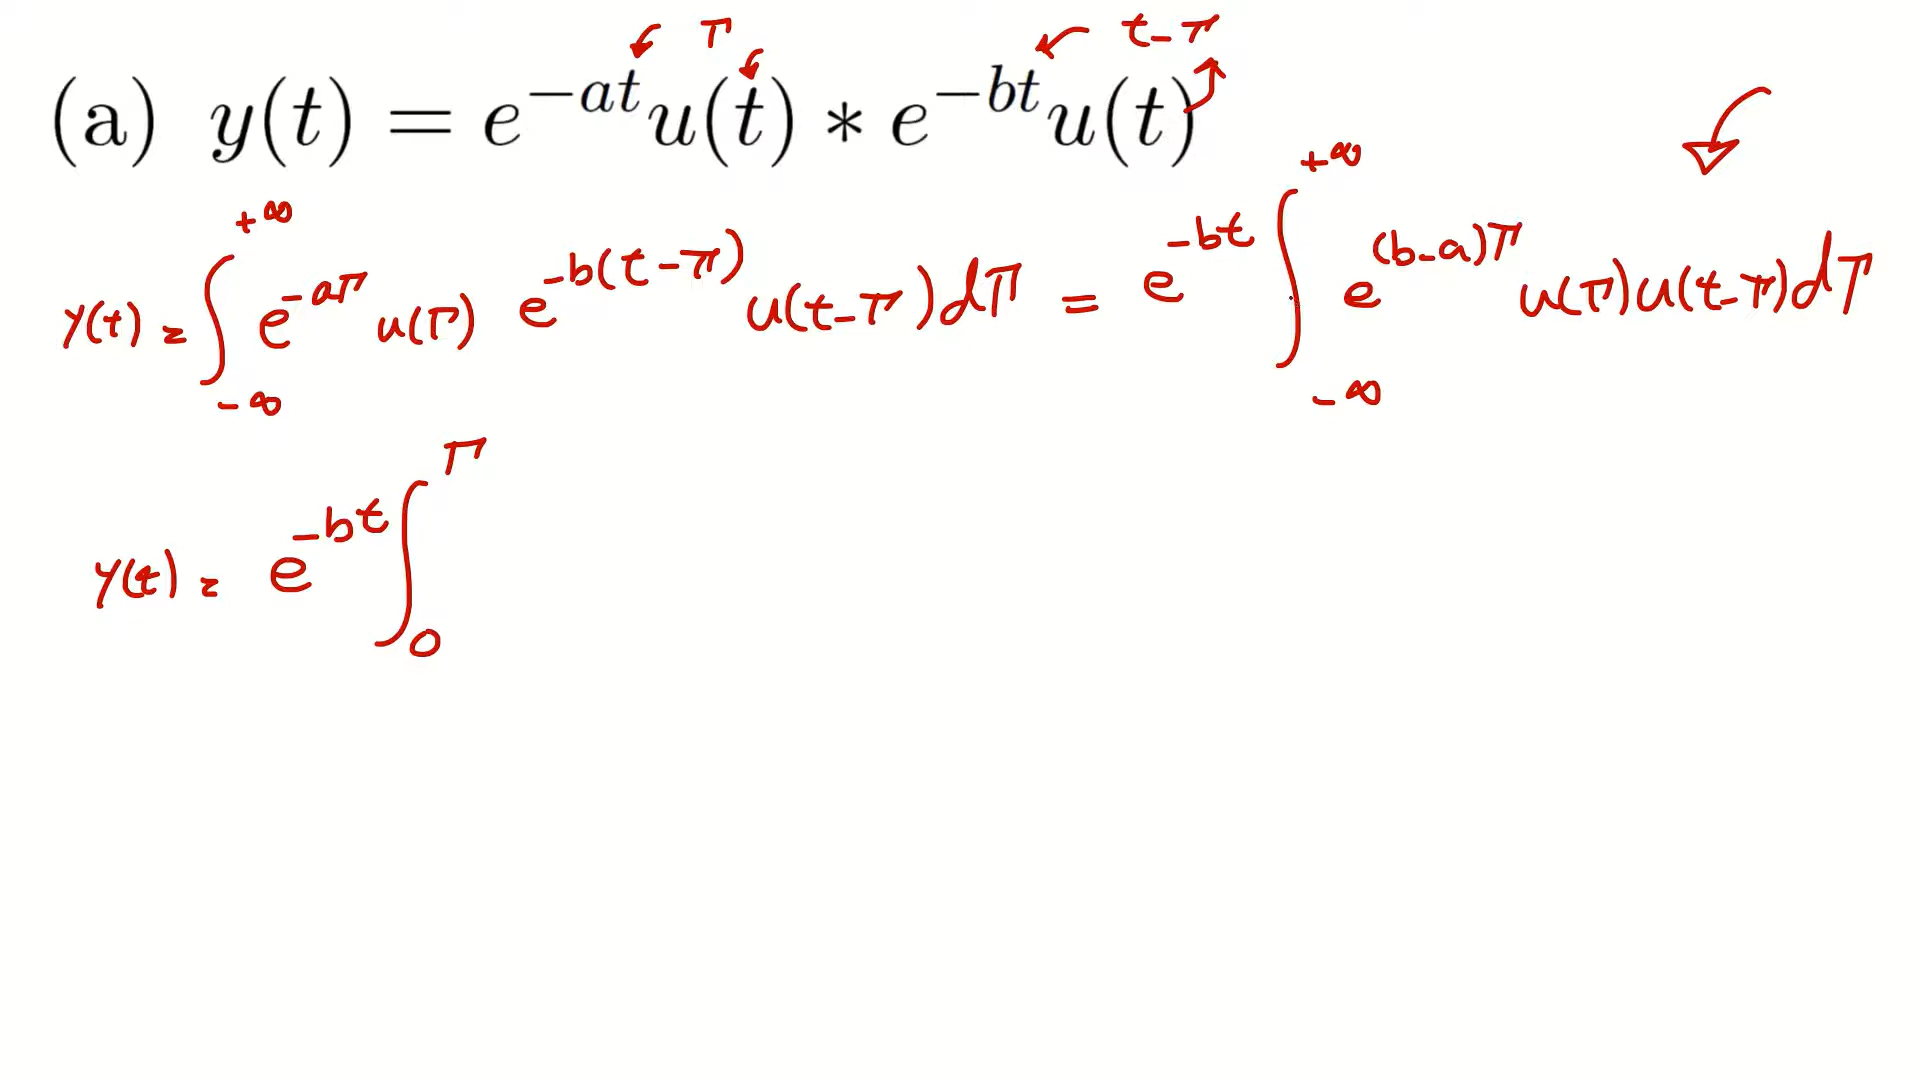 τ t-τ
(a) y(t) = e^{-at}u(t) * e^{-bt}u(t)
y(t) = ∫_{-∞}^{+∞} e^{-aτ} u(τ) e^{-b(t-τ)} u(t-τ)dτ = e^{-bt} ∫_{-∞}^{+∞} e^{(b-a)τ} u(τ)u(t-τ)dτ
y(t) = e^{-bt} ∫_{0}^{τ}